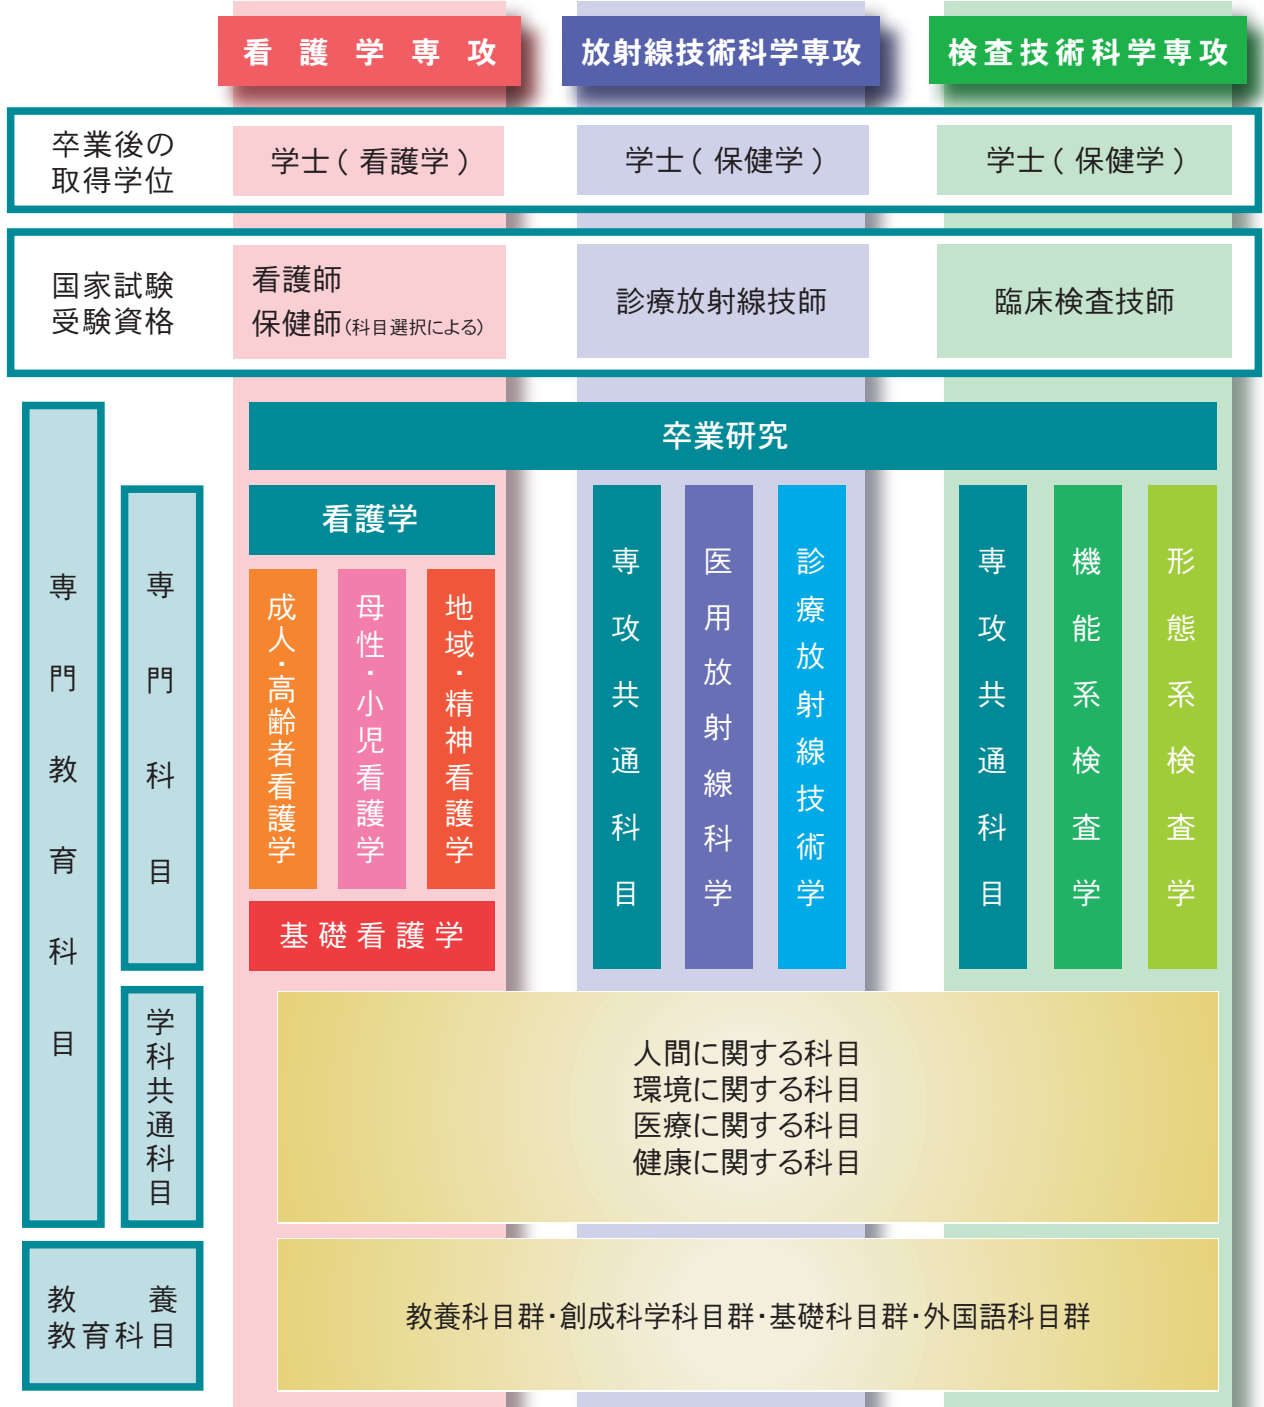 看護学専攻
放射線技術科学専攻
検査技術科学専攻
卒業後の
取得学位
学士（看護学）
学士（保健学）
学士（保健学）
国家試験
受験資格
看護師
保健師（科目選択による）
診療放射線技師
臨床検査技師
専門教育科目
専門科目
卒業研究
看護学
成人・高齢者看護学
母性・小児看護学
地域・精神看護学
基礎看護学
専攻共通科目
医用放射線科学
診療放射線技術学
専攻共通科目
機能系検査学
形態系検査学
学科共通科目
人間に関する科目
環境に関する科目
医療に関する科目
健康に関する科目
教養
教育科目
教養科目群・創成科学科目群・基礎科目群・外国語科目群